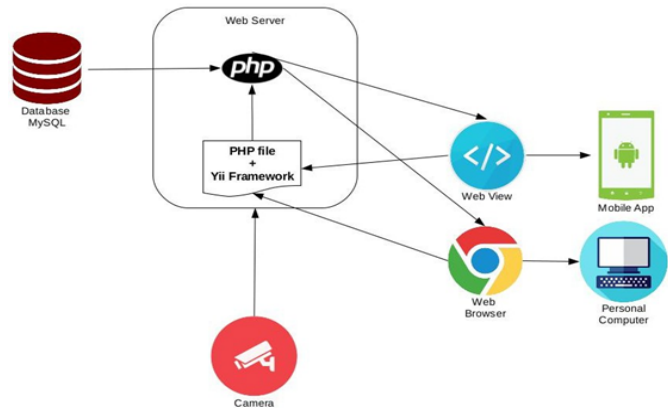 Web Server
php
Database
MySQL
PHP file
+
Yii Framework
</>
Web View
Mobile App
Web
Browser
Personal
Computer
Camera